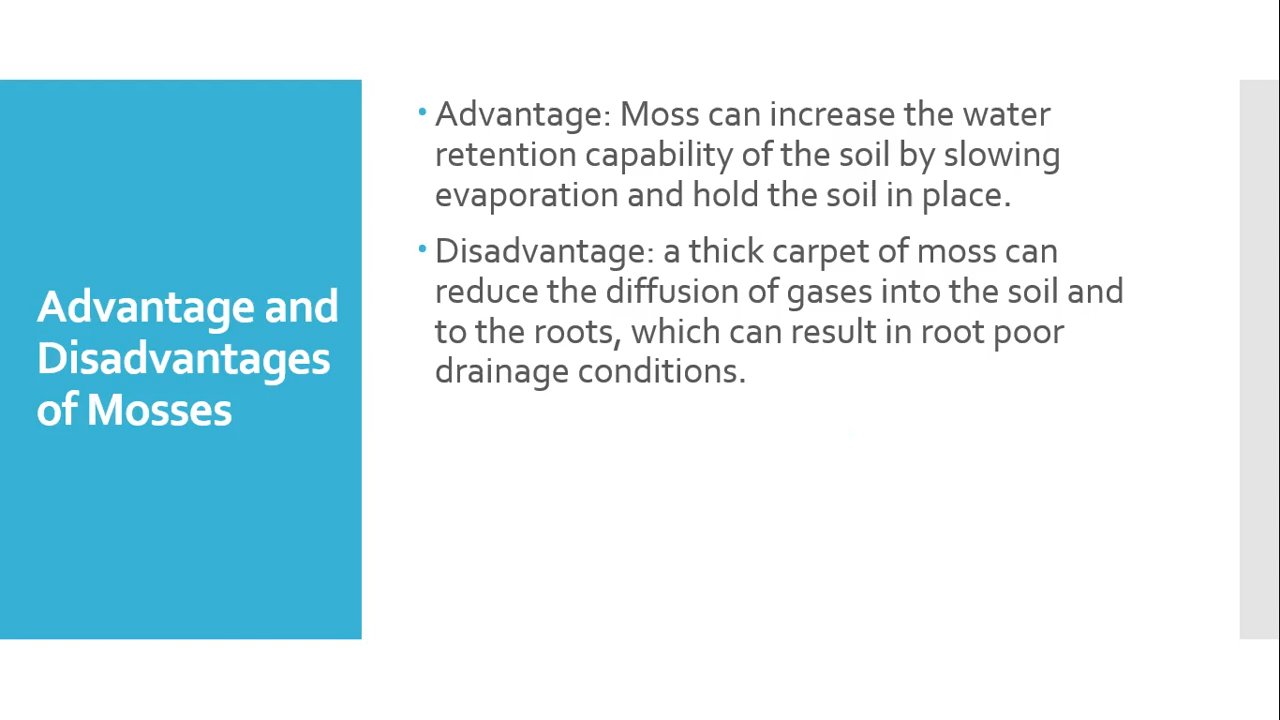 Advantage and
Disadvantages
of Mosses
• Advantage: Moss can increase the water
retention capability of the soil by slowing
evaporation and hold the soil in place.
• Disadvantage: a thick carpet of moss can
reduce the diffusion of gases into the soil and
to the roots, which can result in root poor
drainage conditions.